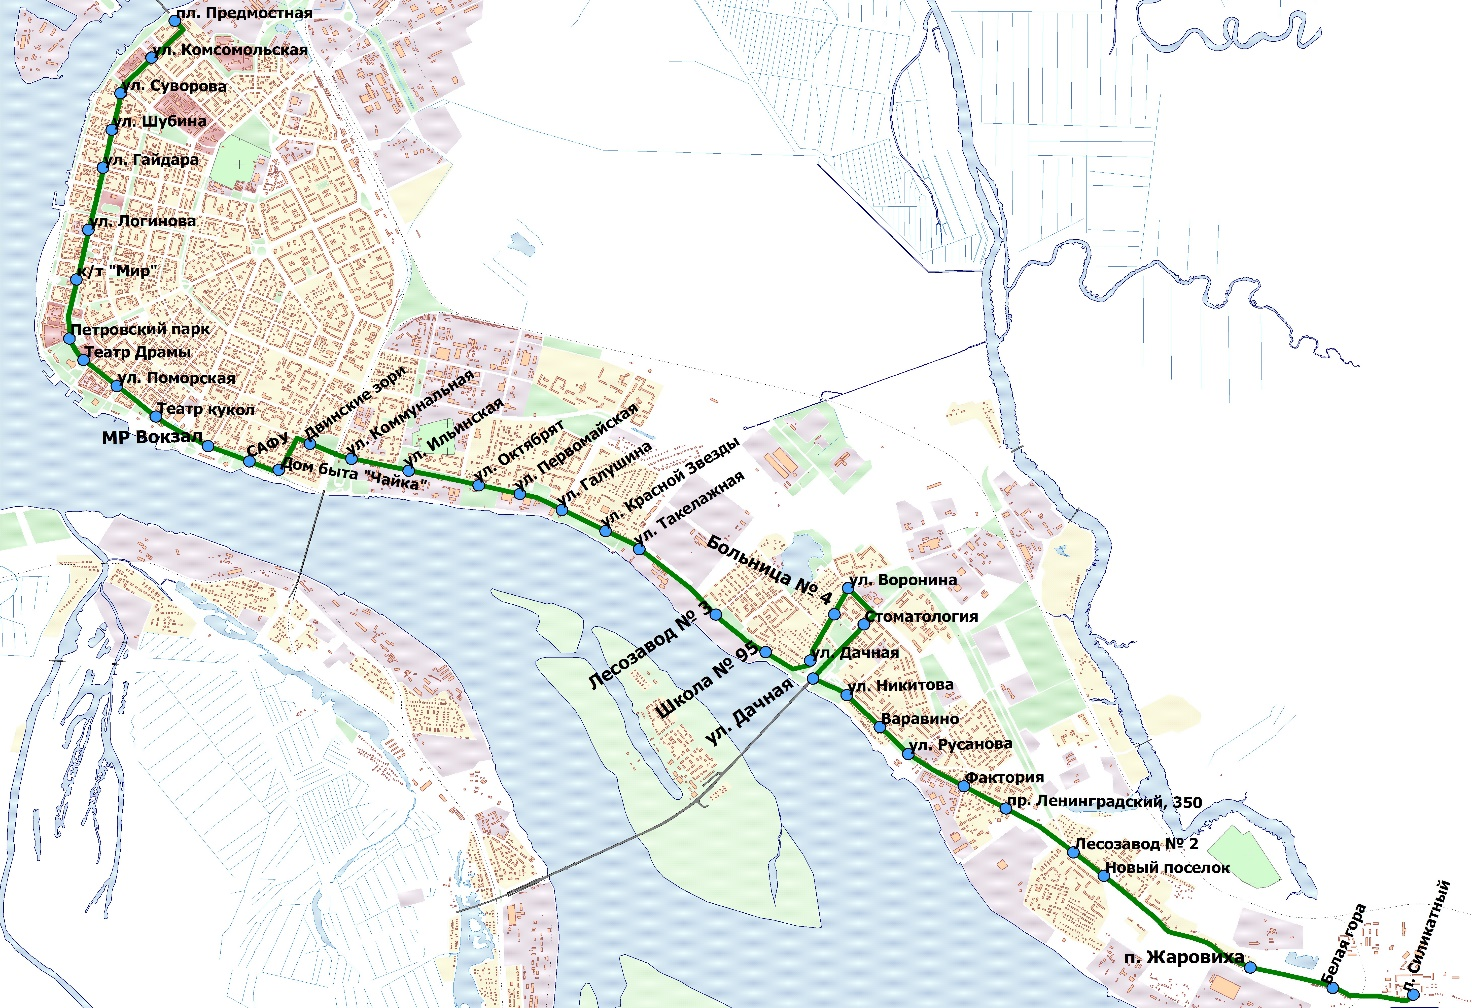 пл. Предмостная
ул. Комсомольская
ул. Суворова
ул. Шубина
ул. Гайдара
ул. Логинова
к/т "Мир"
Петровский парк
Театр Драмы
ул. Поморская
Театр кукол
МР Вокзал
САФУ
Дом быта "Чайка"
Двинские зори
ул. Коммунальная
ул. Ильинская
ул. Октябрят
ул. Первомайская
ул. Галушина
ул. Красной Звезды
ул. Такелажная
Лесозавод № 3
Школа № 95
ул. Дачная
Больница № 4
ул. Воронина
Стоматология
ул. Дачная
ул. Никитова
Варавино
ул. Русанова
Фактория
пр. Ленинградский, 350
Лесозавод № 2
Новый поселок
п. Жаровиха
Белая гора
п. Силикатный